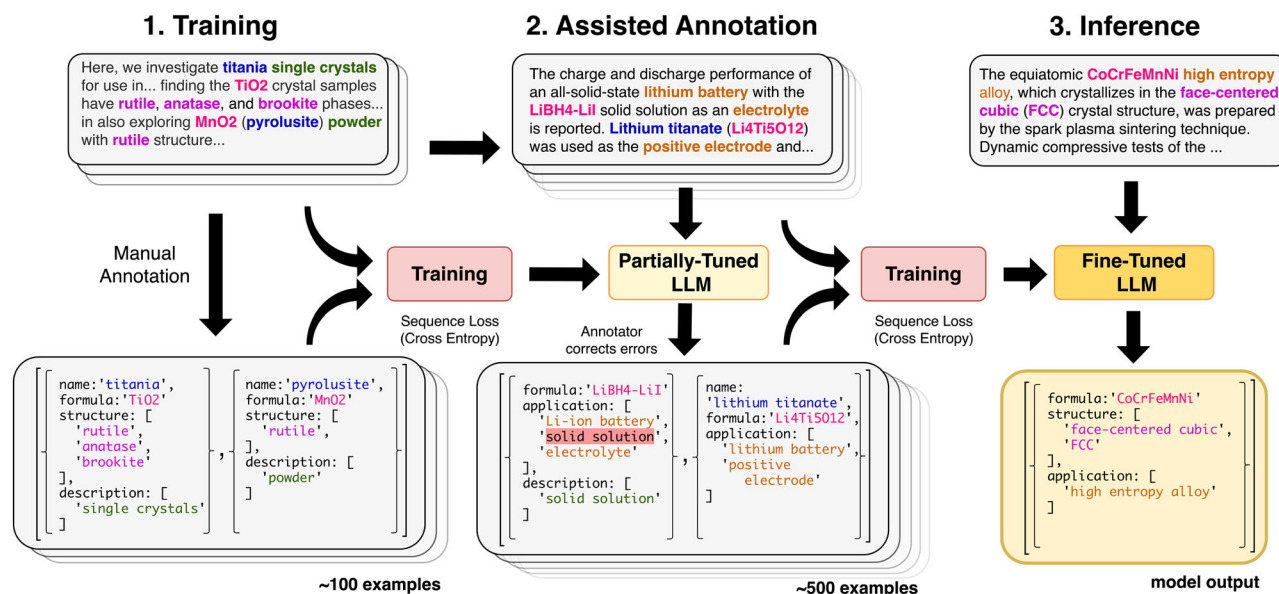 1. Training
Here, we investigate titania single crystals
for use in... finding the TiO2 crystal samples
have rutile, anatase, and brookite phases...
in also exploring MnO2 (pyrolusite) powder
with rutile structure...
Manual
Annotation
Training
Sequence Loss
(Cross Entropy)
name:'titania',
formula:'TiO2'
structure: [
'rutile',
'anatase',
'brookite'
],
description: [
'single crystals'
]
,
name:'pyrolusite',
formula:'MnO2'
structure: [
'rutile',
],
description: [
'powder'
]
~100 examples
2. Assisted Annotation
The charge and discharge performance of
an all-solid-state lithium battery with the
LiBH4-LiI solid solution as an electrolyte
is reported. Lithium titanate (Li4Ti5O12)
was used as the positive electrode and...
Partially-Tuned
LLM
Annotator
corrects errors
Training
Sequence Loss
(Cross Entropy)
formula:'LiBH4-LiI'
application: [
'Li-ion battery',
'solid solution',
'electrolyte'
],
description: [
'solid solution'
]
,
name:
'lithium titanate',
formula:'Li4Ti5O12',
application: [
'lithium battery',
'positive
electrode'
]
~500 examples
3. Inference
The equiatomic CoCrFeMnNi high entropy
alloy, which crystallizes in the face-centered
cubic (FCC) crystal structure, was prepared
by the spark plasma sintering technique.
Dynamic compressive tests of the ...
Fine-Tuned
LLM
formula:'CoCrFeMnNi'
structure: [
'face-centered cubic',
'FCC'
],
application: [
'high entropy alloy'
]
model output